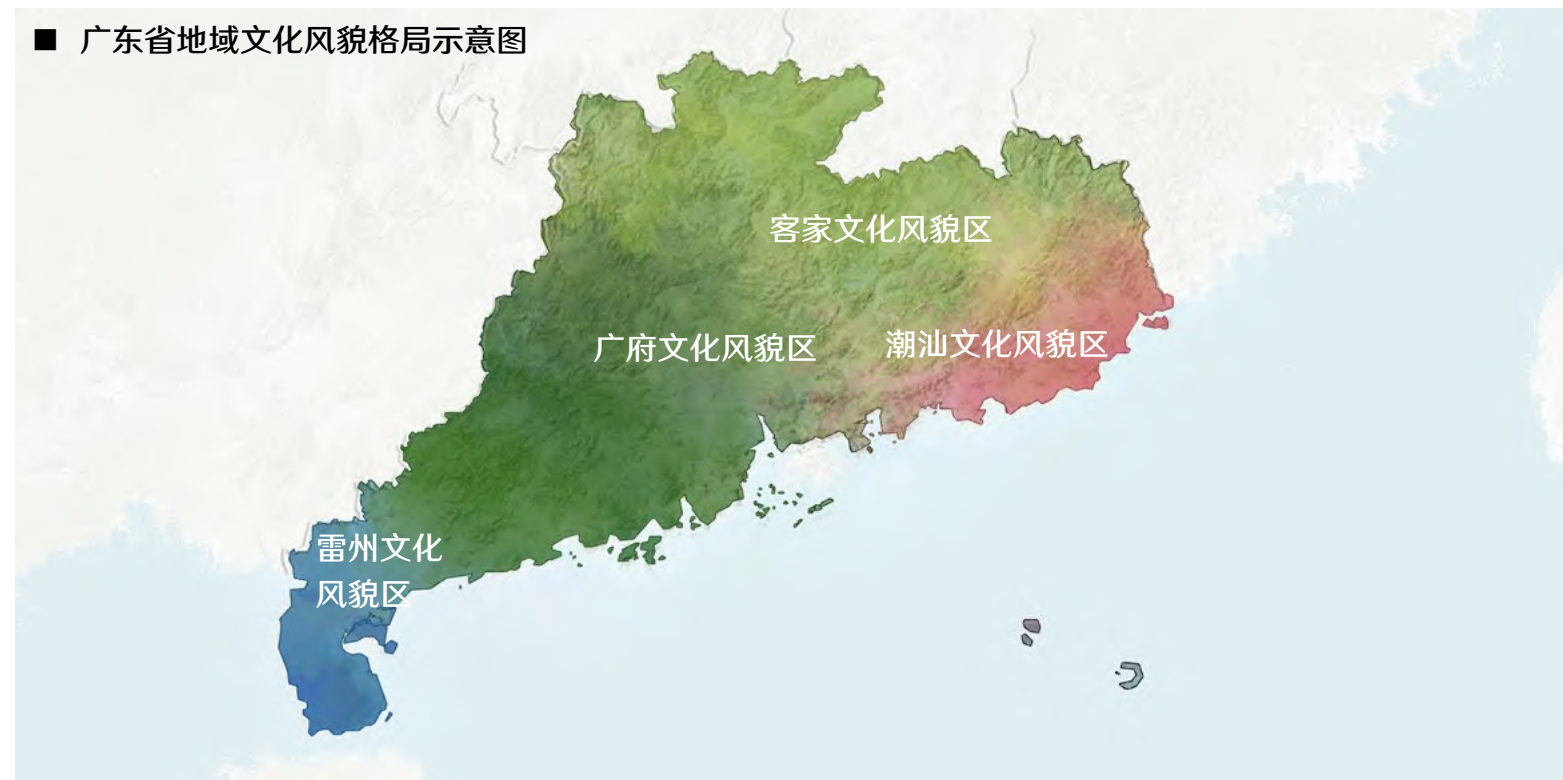 ■ 广东省地域文化风貌格局示意图
客家文化风貌区
广府文化风貌区
潮汕文化风貌区
雷州文化
风貌区